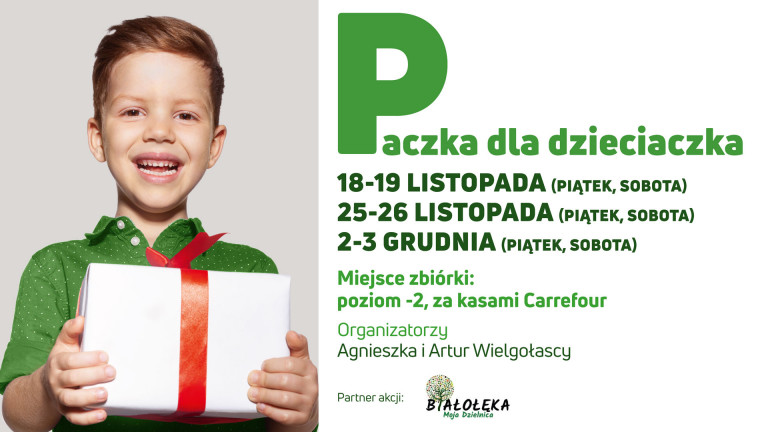 Paczka dla dzieciaczka
18-19 LISTOPADA (PIĄTEK, SOBOTA)
25-26 LISTOPADA (PIĄTEK, SOBOTA)
2-3 GRUDNIA (PIĄTEK, SOBOTA)
Miejsce zbiórki:
poziom -2, za kasami Carrefour
Organizatorzy
Agnieszka i Artur Wielgołascy
Partner akcji:
BIAŁOŁĘKA
Moja Dzielnica